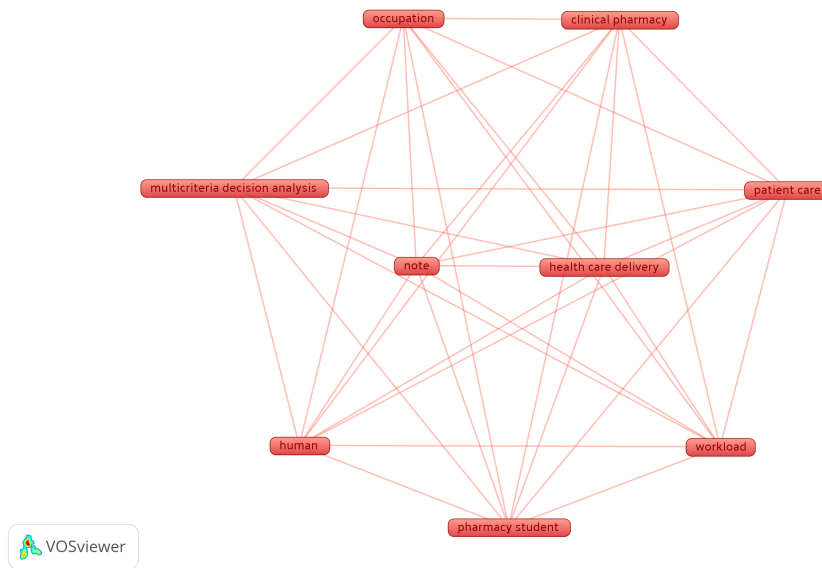 occupation
clinical pharmacy
multicriteria decision analysis
patient care
note
health care delivery
human
workload
pharmacy student
VOSviewer